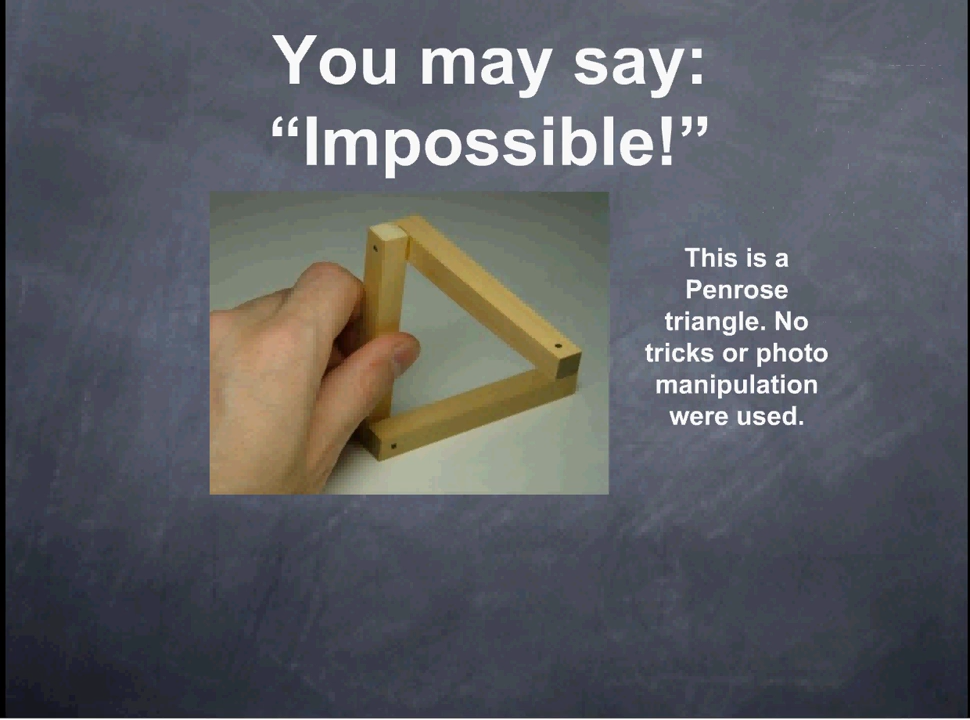 You may say:
“Impossible!”
This is a
Penrose
triangle. No
tricks or photo
manipulation
were used.